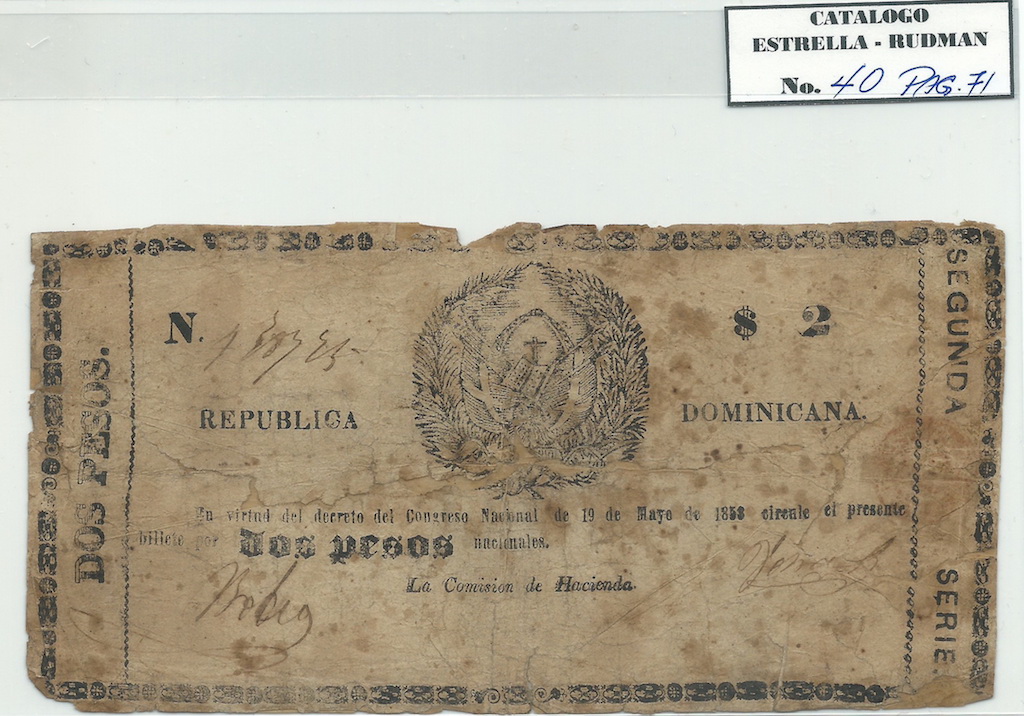 CATALOGO
ESTRELLA - RUDMAN
No. 40 PAG. 71
N.
$ 2
REPUBLICA
DOMINICANA.
DOS PESOS.
SEGUNDA SERIE
En virtud del decreto del Congreso Nacional de 19 de Mayo de 1853 circule el presente
billete por dos pesos nacionales.
La Comision de Hacienda.